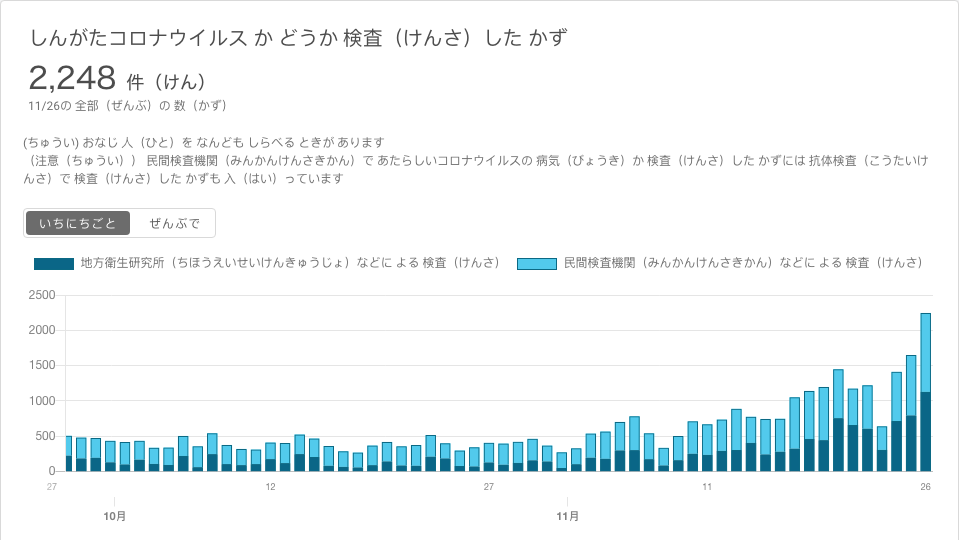 しんがたコロナウイルス か どうか 検査（けんさ）した かず
2,248 件（けん）
11/26の 全部（ぜんぶ）の 数（かず）
(ちゅうい) おなじ 人（ひと）を なんども しらべる ときが あります
（注意（ちゅうい）） 民間検査機関（みんかんけんさきかん）で あたらしいコロナウイルスの 病気（びょうき）か 検査（けんさ）した かずには 抗体検査（こうたいけ
んさ）で 検査（けんさ）した かずも 入（はい）っています
いちにちごと ぜんぶで
地方衛生研究所（ちほうえいせいけんきゅうじょ）などに よる 検査（けんさ） 民間検査機関（みんかんけんさきかん）などに よる 検査（けんさ）
2500
2000
1500
1000
500
0
27 12 27 11 26
10月 11月